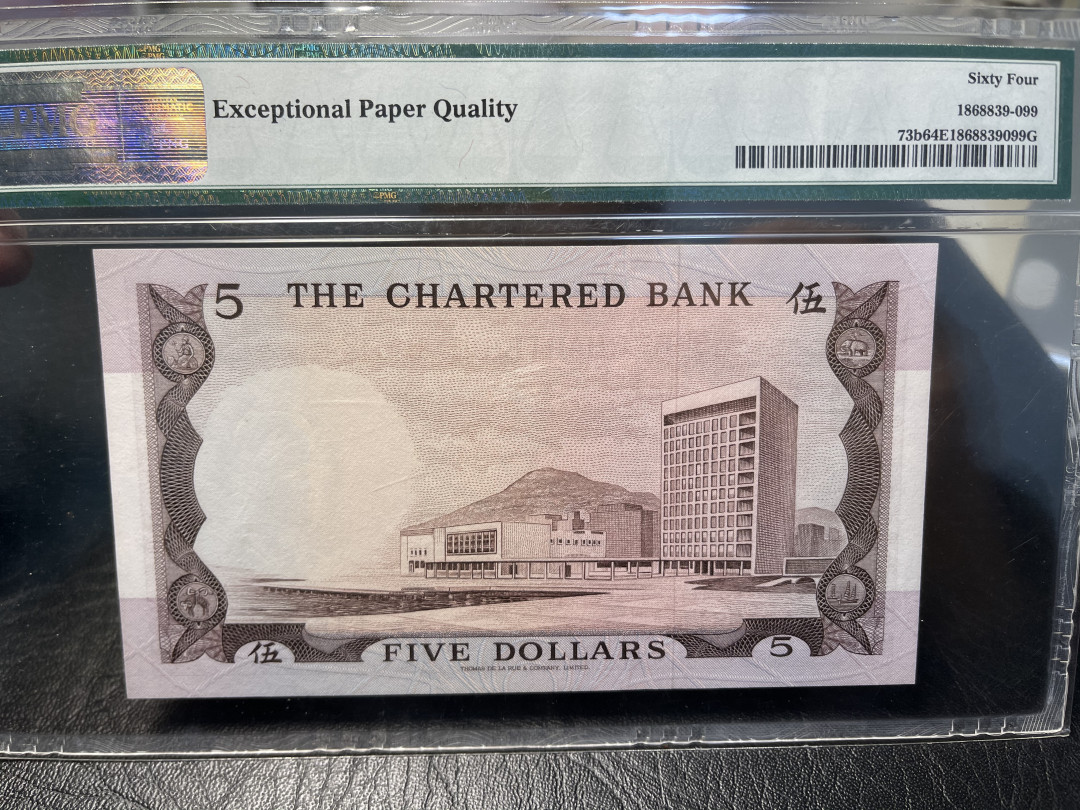 Sixty Four
Exceptional Paper Quality
1868839-099
73b64E1868839099G
PMG
5 THE CHARTERED BANK 伍
伍 FIVE DOLLARS 5
THOMAS DE LA RUE & COMPANY, LIMITED.